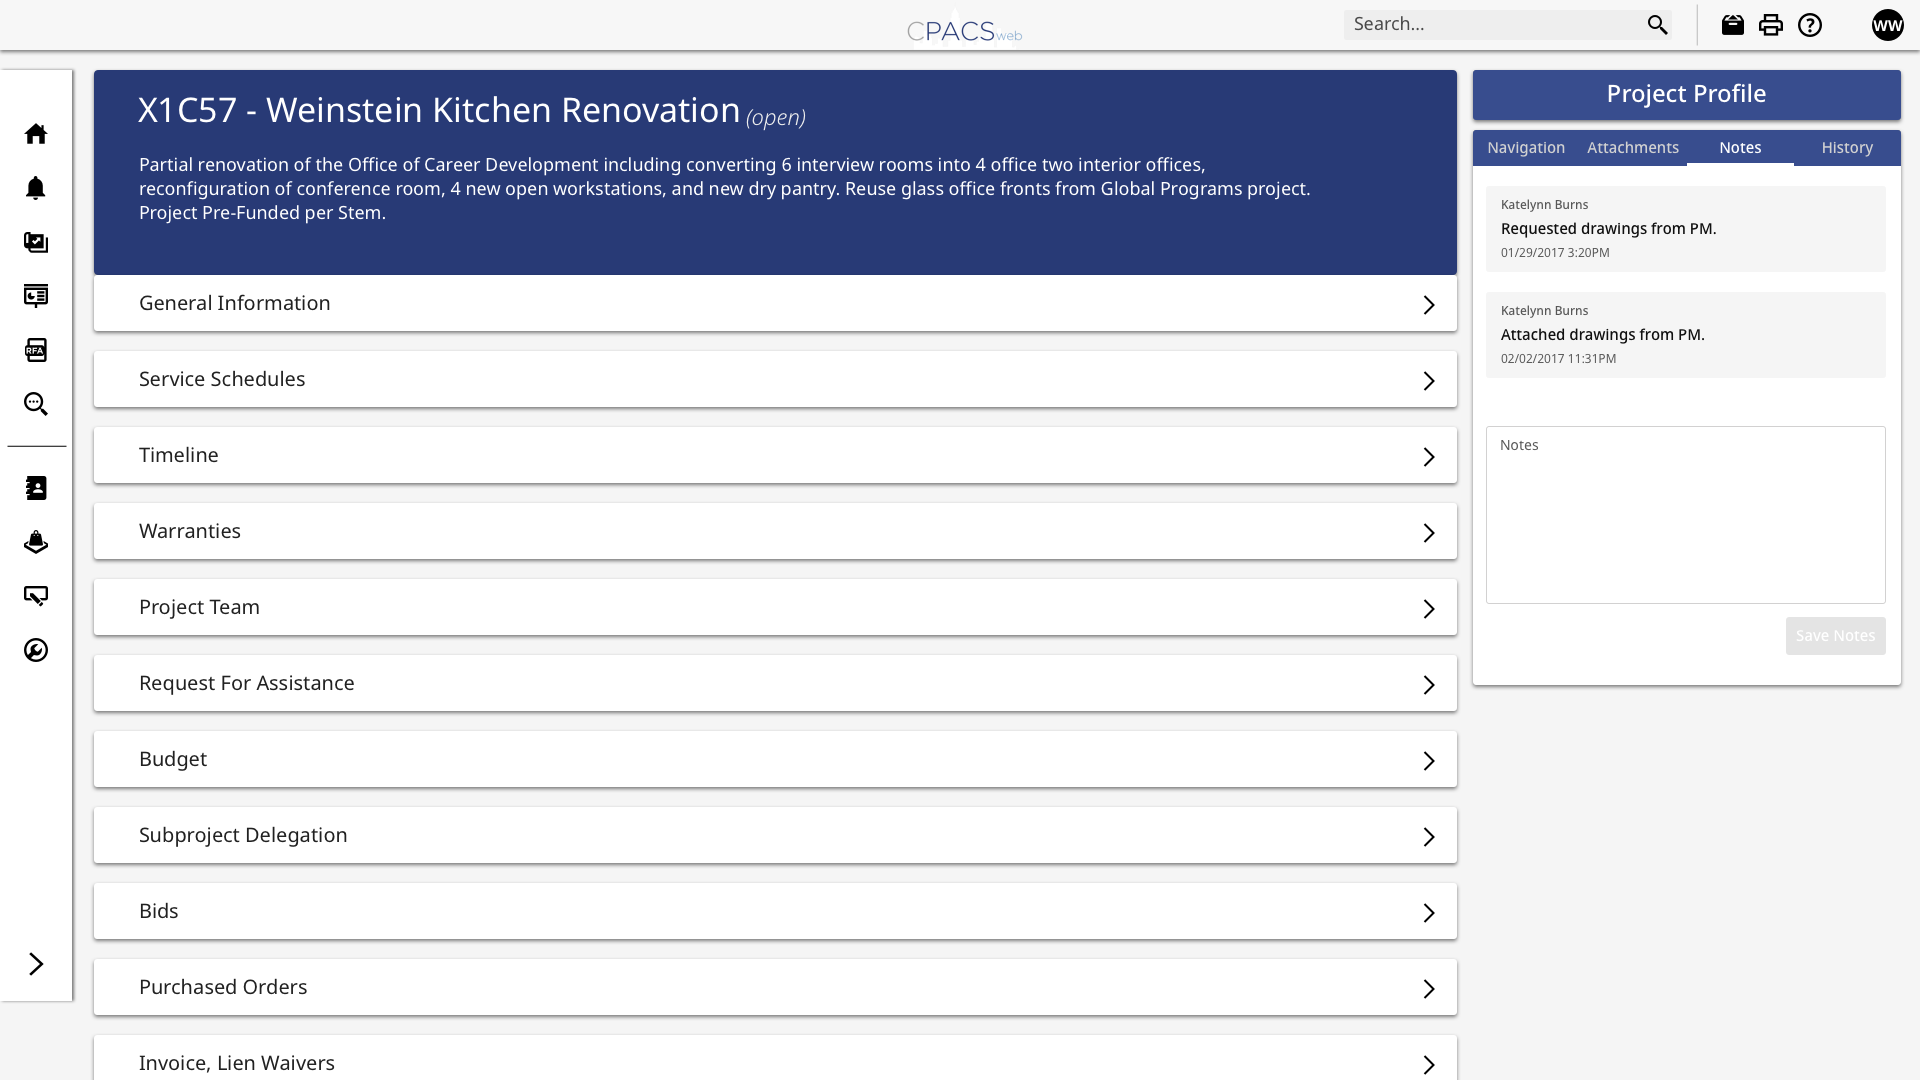 CPACSweb
Search...
WW
X1C57 - Weinstein Kitchen Renovation (open)
Partial renovation of the Office of Career Development including converting 6 interview rooms into 4 office two interior offices,
reconfiguration of conference room, 4 new open workstations, and new dry pantry. Reuse glass office fronts from Global Programs project.
Project Pre-Funded per Stem.
General Information
Service Schedules
Timeline
Warranties
Project Team
Request For Assistance
Budget
Subproject Delegation
Bids
Purchased Orders
Invoice, Lien Waivers
RFA
Project Profile
Navigation Attachments Notes History
Katelynn Burns
Requested drawings from PM.
01/29/2017 3:20PM
Katelynn Burns
Attached drawings from PM.
02/02/2017 11:31PM
Notes
Save Notes